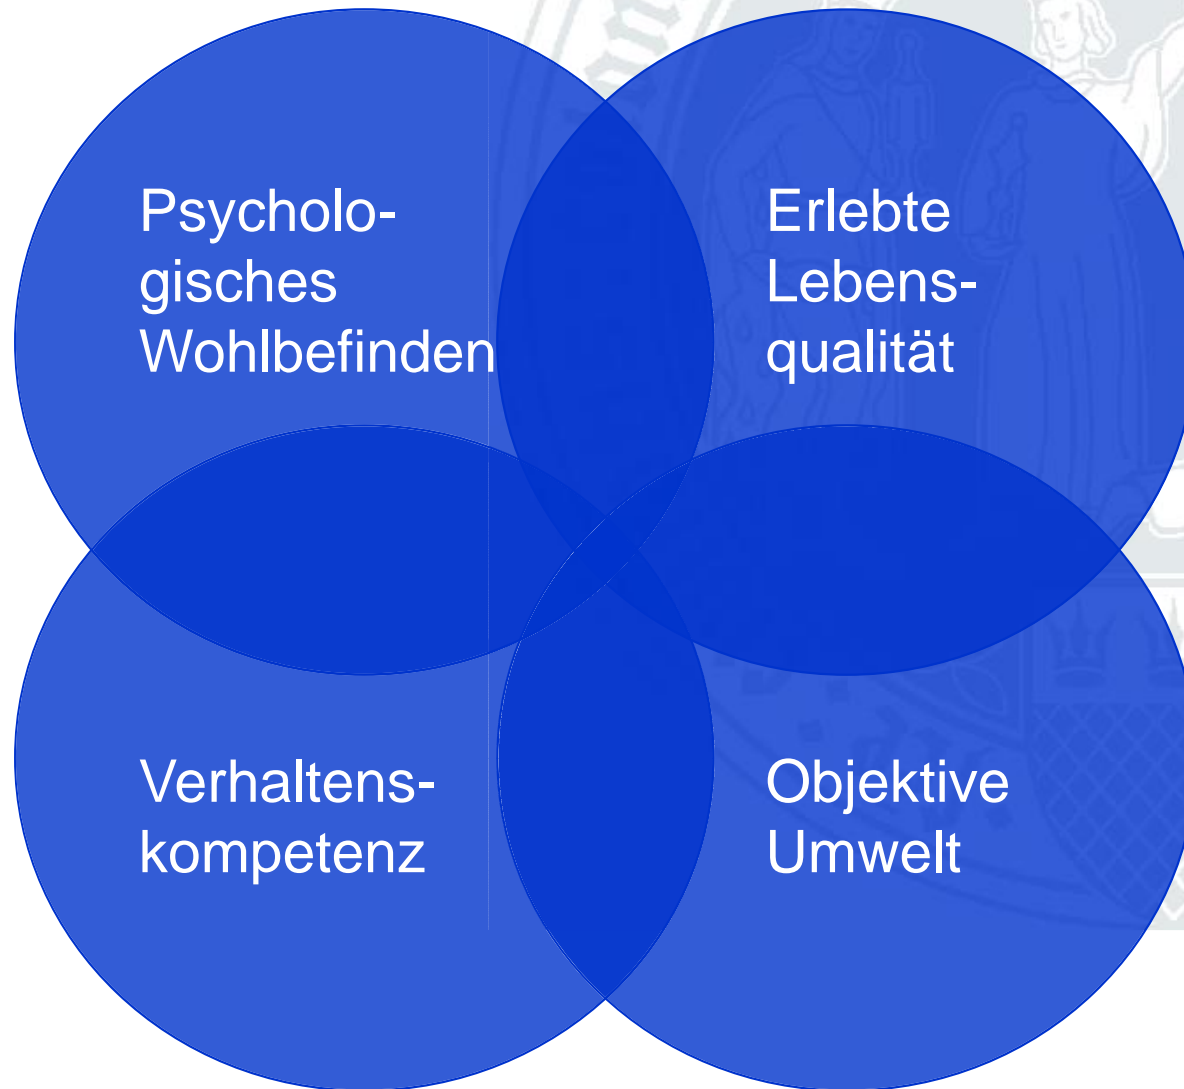 Psycholo-
gisches
Wohlbefinden
Erlebte
Lebens-
qualität
Verhaltens-
kompetenz
Objektive
Umwelt